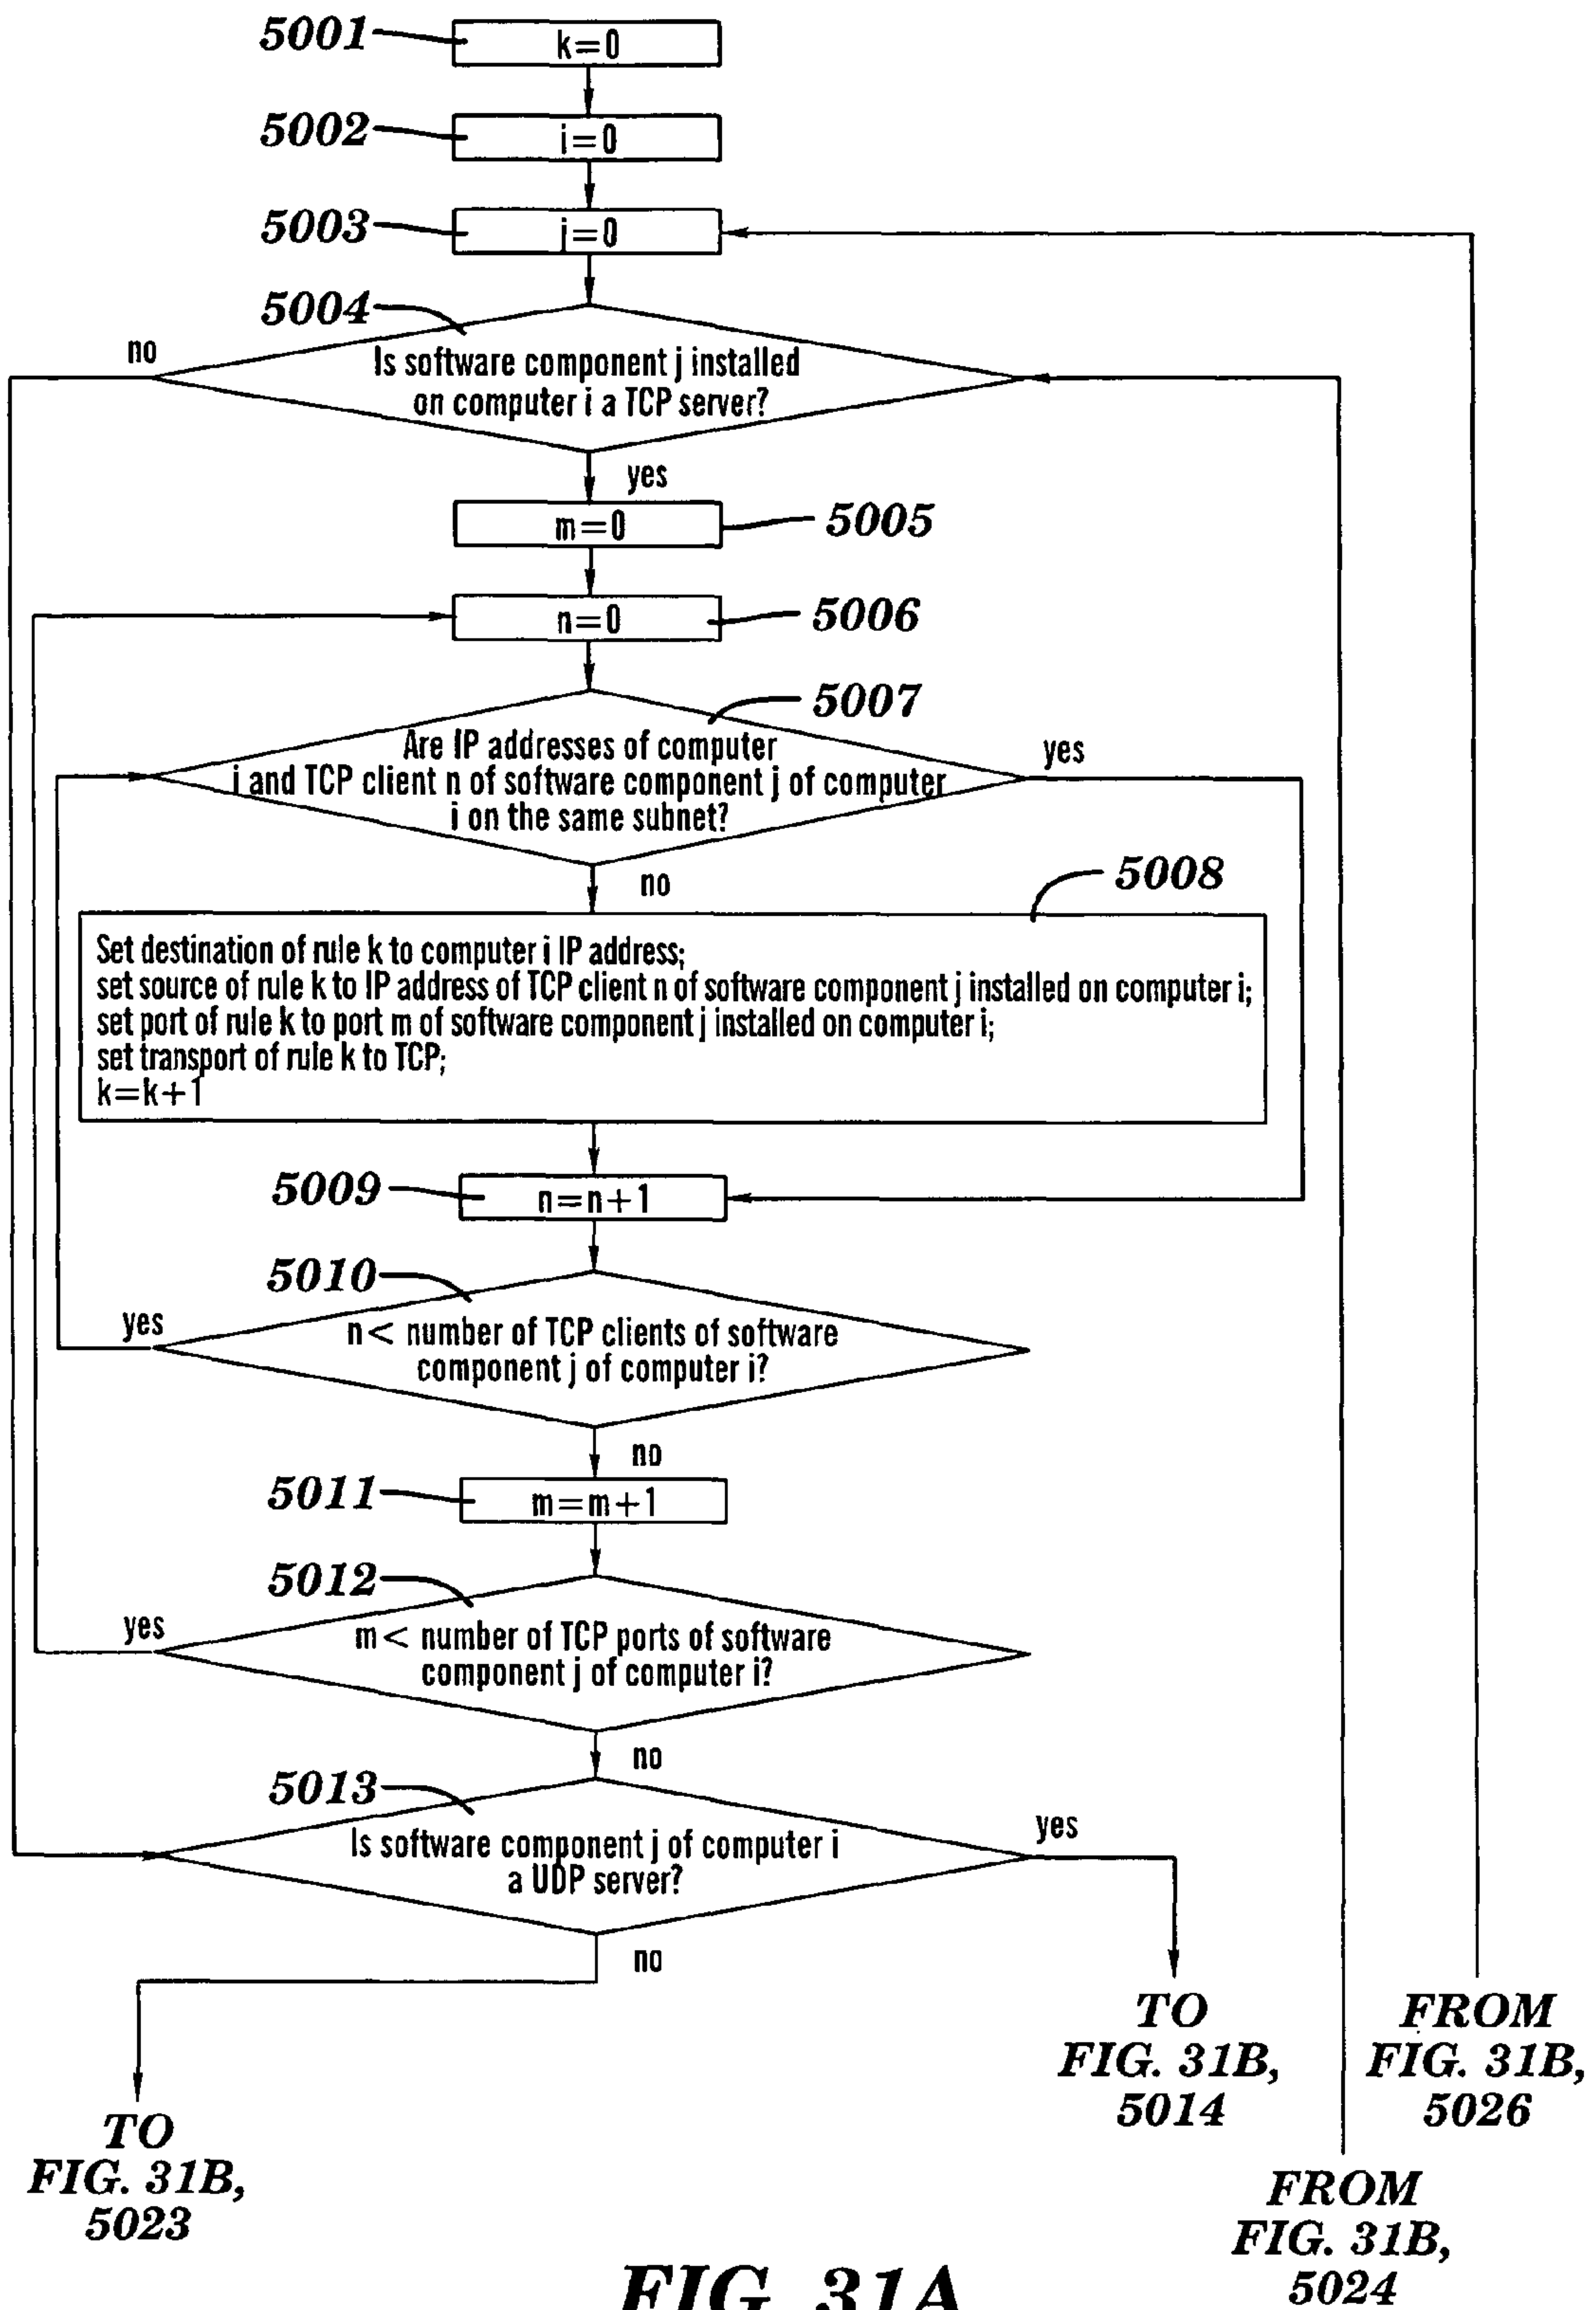 5001
k=0
5002
i=0
5003
j=0
5004
no
Is software component j installed
on computer i a TCP server?
yes
m=0
5005
n=0
5006
5007
Are IP addresses of computer
i and TCP client n of software component j of computer
i on the same subnet?
yes
no
5008
Set destination of rule k to computer i IP address;
set source of rule k to IP address of TCP client n of software component j installed on computer i;
set port of rule k to port m of software component j installed on computer i;
set transport of rule k to TCP;
k=k+1
5009
n=n+1
5010
yes
n< number of TCP clients of software
component j of computer i?
no
5011
m=m+1
5012
yes
m< number of TCP ports of software
component j of computer i?
no
5013
Is software component j of computer i
a UDP server?
yes
no
TO
FIG. 31B,
5014
FROM
FIG. 31B,
5026
TO
FIG. 31B,
5023
FROM
FIG. 31B,
5024
FIG. 31A